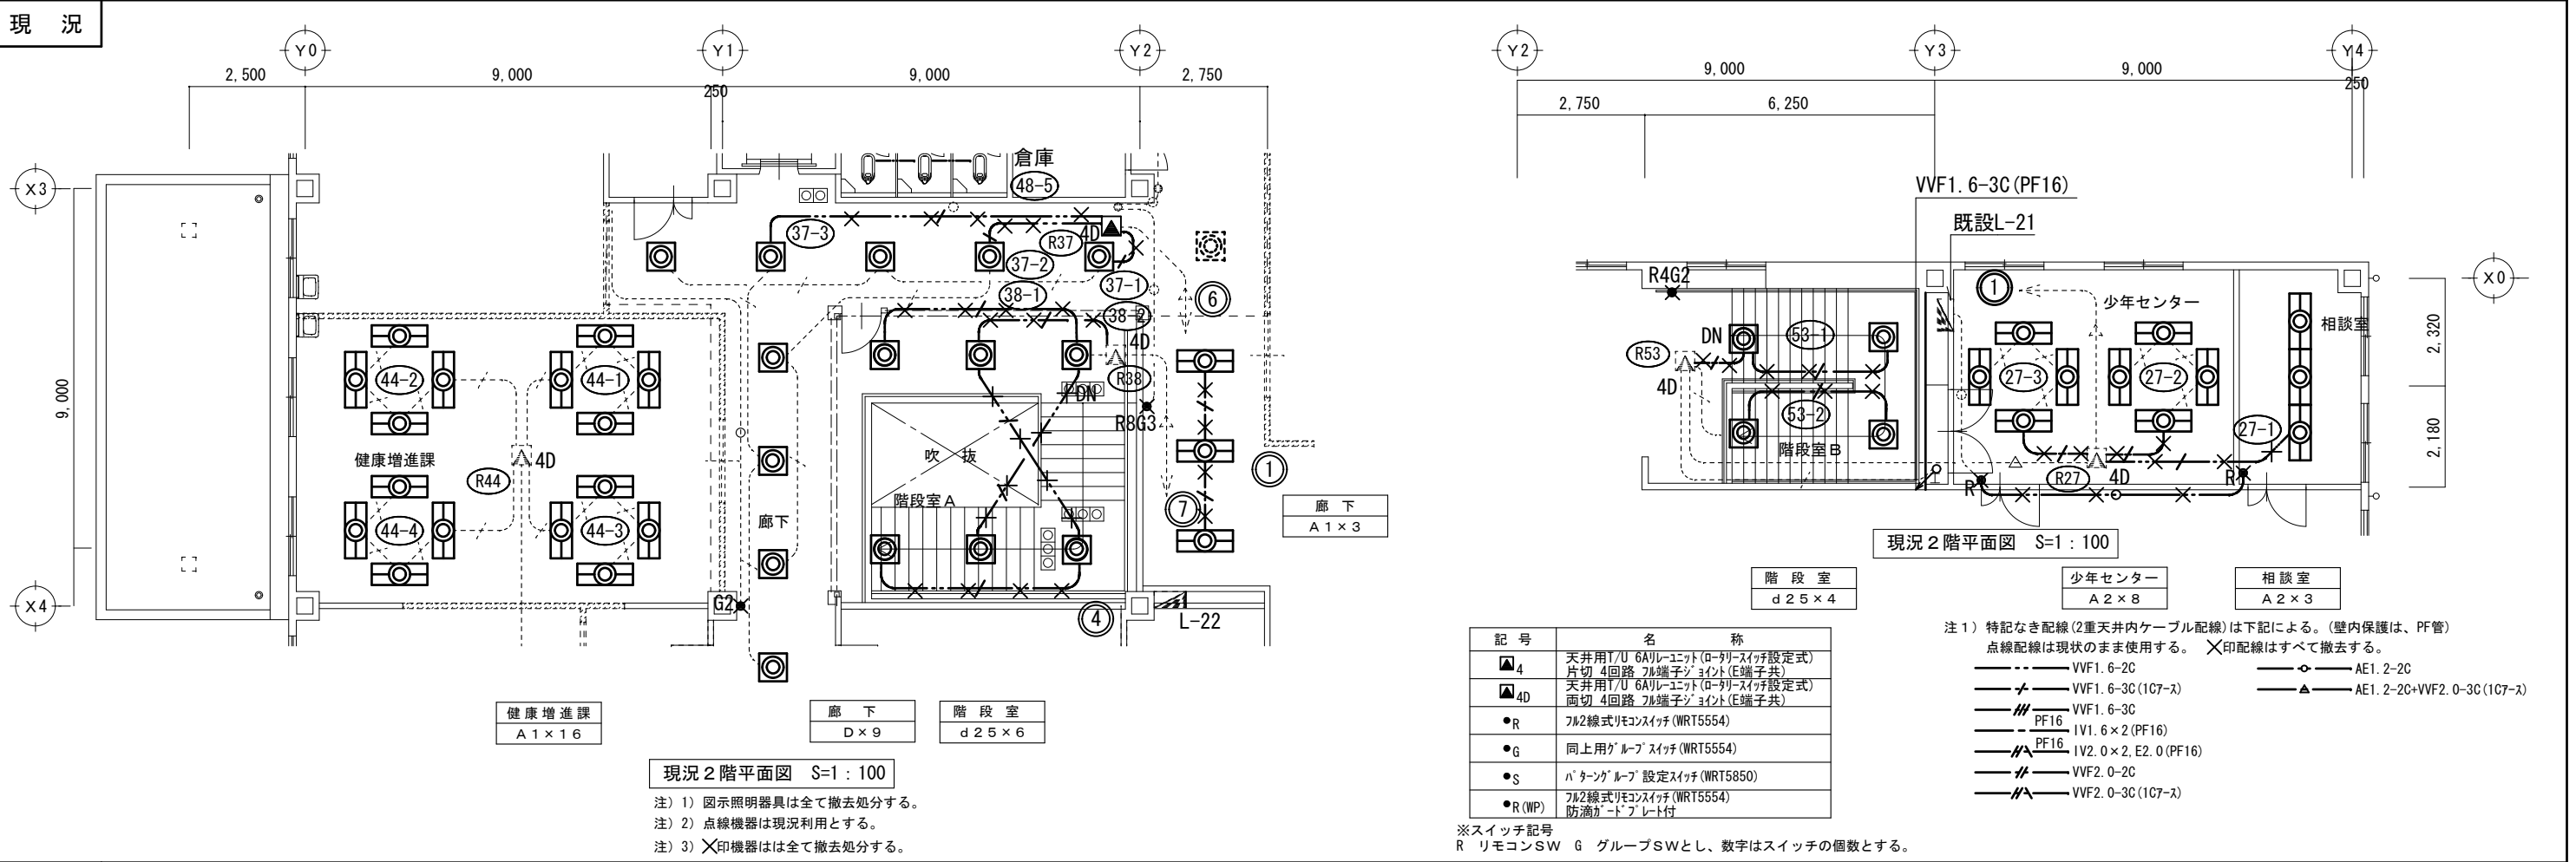 現 況
Y0
Y1
Y2
2,500
9,000
9,000
2,750
250
X3
9,000
X4
倉庫
48-5
37-3
R37
4D
37-2
37-1
38-1
38-2
6
4D
R38
DN
R8G3
44-2
44-1
健康増進課
R44
4D
44-4
44-3
吹 抜
階段室A
廊下
G2
1
7
4
L-22
廊 下
A1×3
健康増進課
A1×16
廊 下
D×9
階 段 室
d25×6
現況2階平面図 S=1:100
注) 1) 図示照明器具は全て撤去処分する。
注) 2) 点線機器は現況利用とする。
注) 3) ╳印機器はは全て撤去処分する。
Y2
Y3
Y4
9,000
9,000
250
2,750
6,250
VVF1.6-3C(PF16)
既設L-21
X0
R4G2
1
少年センター
相談室
2,320
2,180
DN
53-1
R53
4D
53-2
階段室B
27-3
27-2
27-1
R
R27
4D
R
現況2階平面図 S=1:100
階 段 室
d25×4
少年センター
A2×8
相談室
A2×3
記 号 名 称
4 天井用T/U 6Aリレーユニット(ロータリースイッチ設定式)
片切 4回路 フル端子ジョイント(E端子共)
4D 天井用T/U 6Aリレーユニット(ロータリースイッチ設定式)
両切 4回路 フル端子ジョイント(E端子共)
●R フル2線式リモコンスイッチ(WRT5554)
●G 同上用グループスイッチ(WRT5554)
●S パターングループ設定スイッチ(WRT5850)
●R(WP) フル2線式リモコンスイッチ(WRT5554)
防滴ガードプレート付
※スイッチ記号
R リモコンSW G グループSWとし、数字はスイッチの個数とする。
注1) 特記なき配線(2重天井内ケーブル配線)は下記による。(壁内保護は、PF管)
点線配線は現状のまま使用する。 ╳印配線はすべて撤去する。
VVF1.6-2C
VVF1.6-3C(1Cアース)
VVF1.6-3C
PF16 IV1.6×2(PF16)
PF16 IV2.0×2,E2.0(PF16)
VVF2.0-2C
VVF2.0-3C(1Cアース)
AE1.2-2C
AE1.2-2C+VVF2.0-3C(1Cアース)